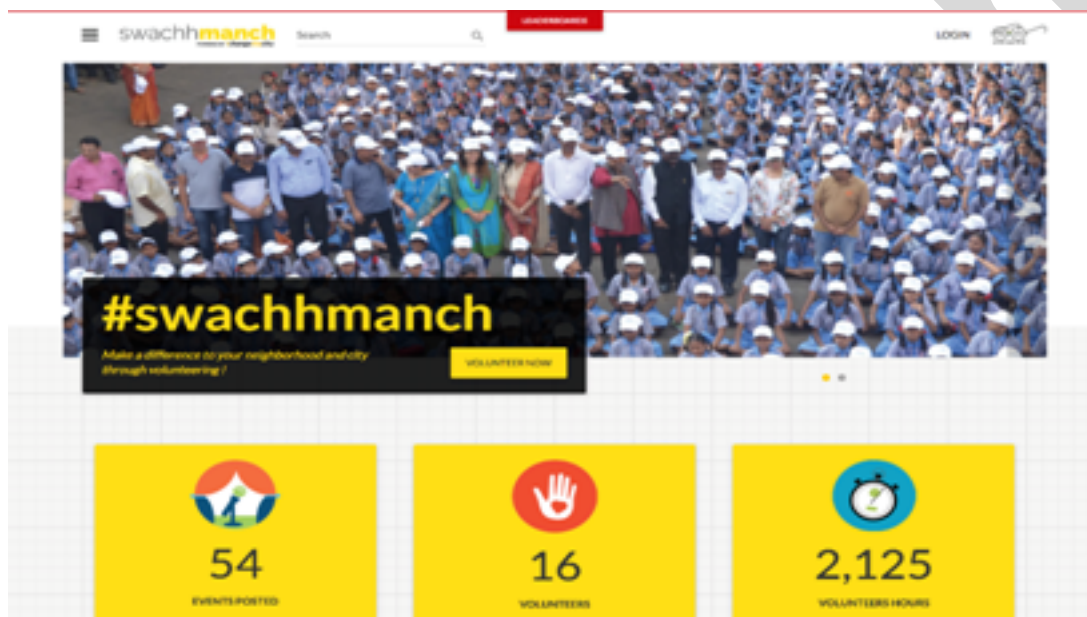 swachhmanch
Search
LEADERBOARDS
LOGIN
#swachhmanch
Make a difference to your neighborhood and city
through volunteering !
VOLUNTEER NOW
54
EVENTS POSTED
16
VOLUNTEERS
2,125
VOLUNTEERS HOURS